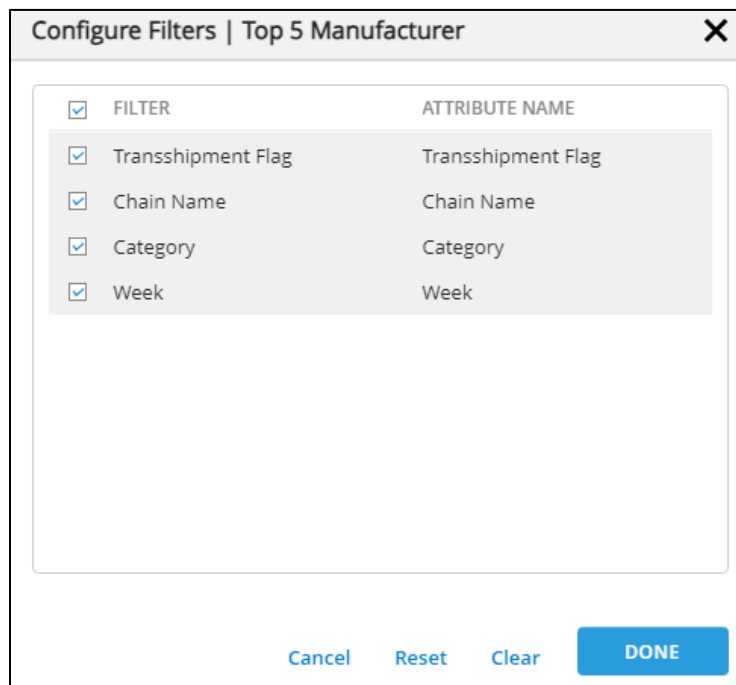 Configure Filters | Top 5 Manufacturer
FILTER ATTRIBUTE NAME
Transshipment Flag Transshipment Flag
Chain Name Chain Name
Category Category
Week Week
Cancel Reset Clear DONE